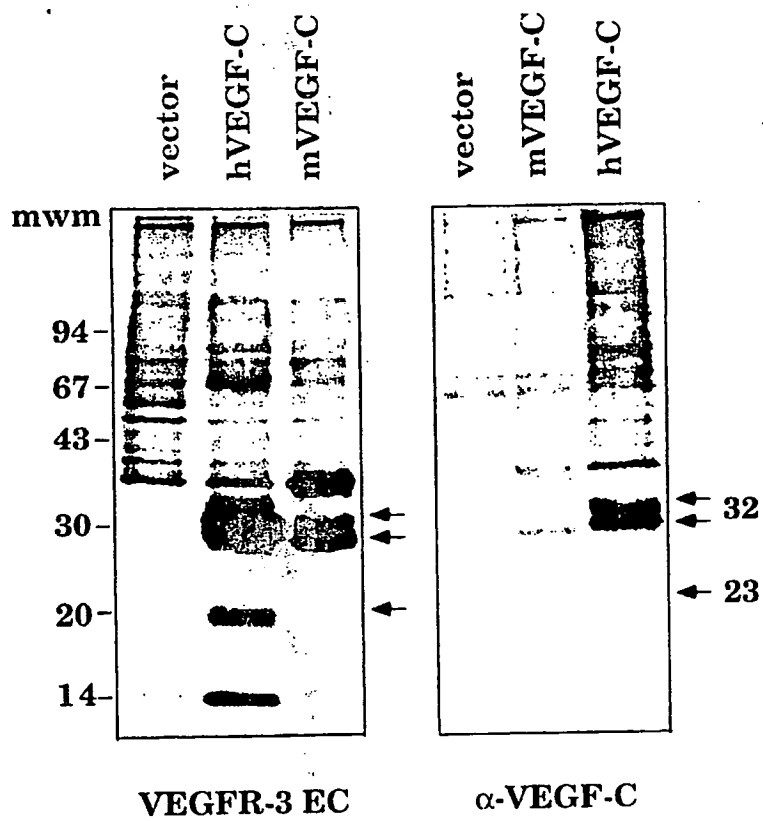 vector
hVEGF-C
mVEGF-C
vector
mVEGF-C
hVEGF-C
mwm
94
67
43
30
20
14
32
23
VEGFR-3 EC
α-VEGF-C